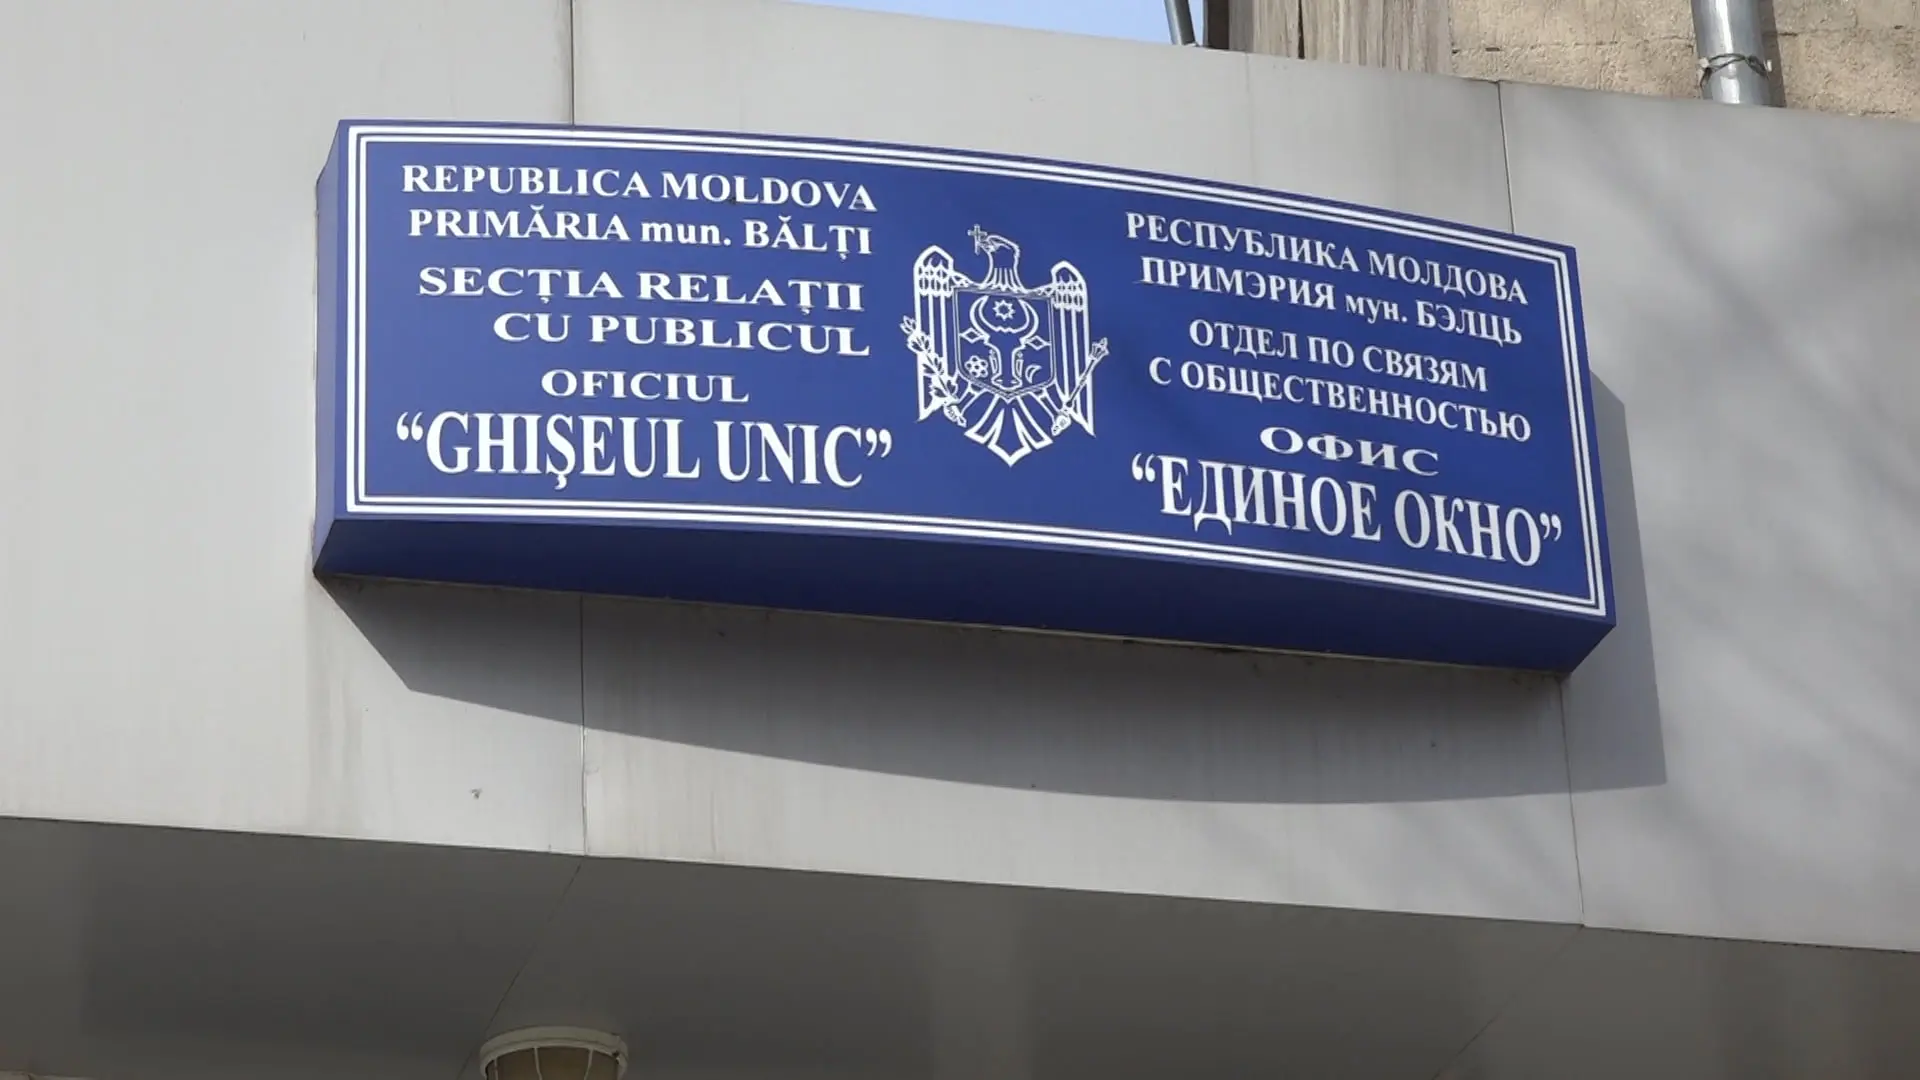 REPUBLICA MOLDOVA
PRIMĂRIA mun. BĂLȚI
SECȚIA RELAȚII
CU PUBLICUL
OFICIUL
“GHIȘEUL UNIC”
РЕСПУБЛИКА МОЛДОВА
ПРИМЭРИЯ мун. БЭЛЦЬ
ОТДЕЛ ПО СВЯЗЯМ
С ОБЩЕСТВЕННОСТЬЮ
ОФИС
“ЕДИНОЕ ОКНО”